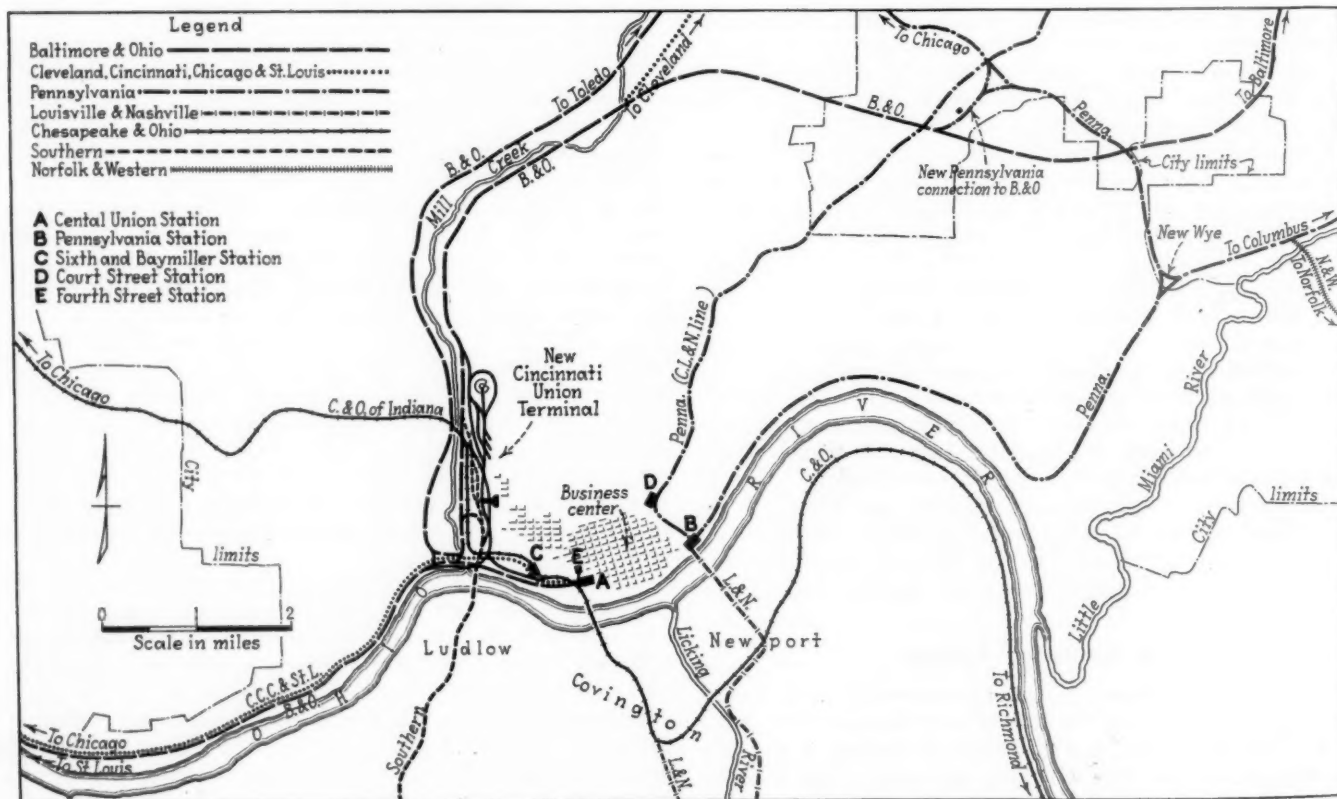 Legend
Baltimore & Ohio
Cleveland, Cincinnati, Chicago & St. Louis
Pennsylvania
Louisville & Nashville
Chesapeake & Ohio
Southern
Norfolk & Western
A Cental Union Station
B Pennsylvania Station
C Sixth and Baymiller Station
D Court Street Station
E Fourth Street Station
To Toledo
To Cleveland
B.&O.
Mill Creek
B.&O.
To Chicago
B.&O.
Penna.
To Baltimore
New Pennsylvania
connection to B.&O
City limits
New Wye
To Columbus
N.&W.
To Norfolk
To Chicago
C.&O. of Indiana
New
Cincinnati
Union
Terminal
Penna. (C.L.&N. line)
Penna.
Little Miami River
City limits
City limits
Business
center
D
B
C
E
A
C.&O.
L.&N.
OHIO RIVER
0 1 2
Scale in miles
Ludlow
Newport
Covington
Licking River
C.C.C.& St. L.
B.&O.
To Chicago
To St Louis
Southern
L.&N.
To Richmond